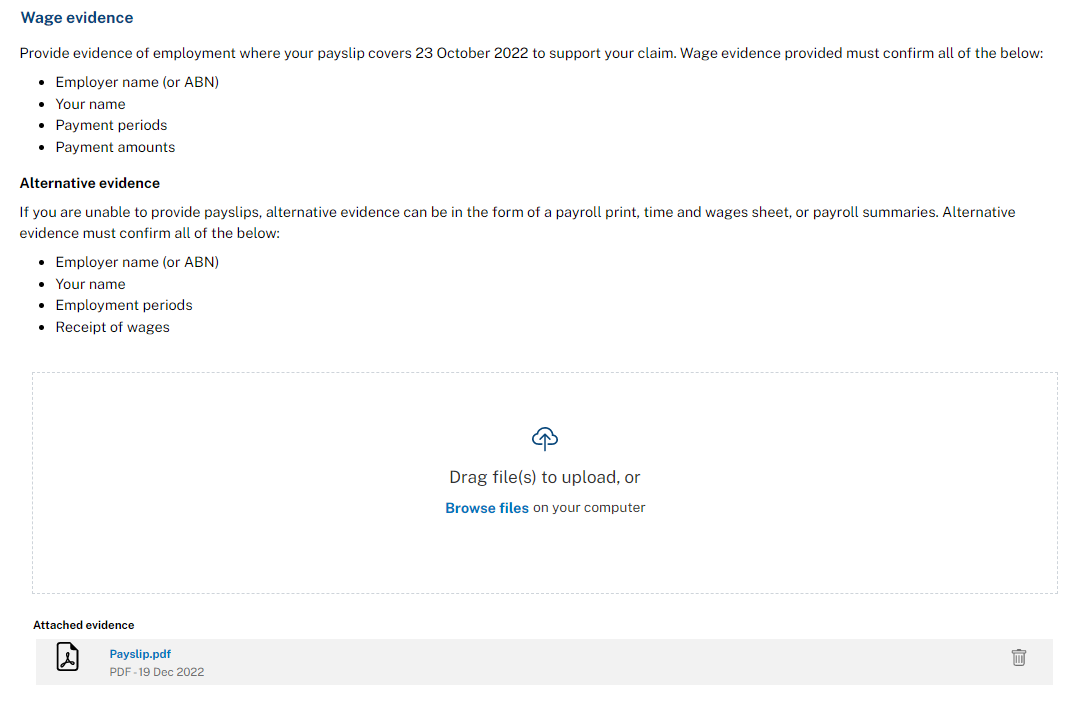 Wage evidence
Provide evidence of employment where your payslip covers 23 October 2022 to support your claim. Wage evidence provided must confirm all of the below:
• Employer name (or ABN)
• Your name
• Payment periods
• Payment amounts
Alternative evidence
If you are unable to provide payslips, alternative evidence can be in the form of a payroll print, time and wages sheet, or payroll summaries. Alternative
evidence must confirm all of the below:
• Employer name (or ABN)
• Your name
• Employment periods
• Receipt of wages
Drag file(s) to upload, or
Browse files on your computer
Attached evidence
Payslip.pdf
PDF - 19 Dec 2022